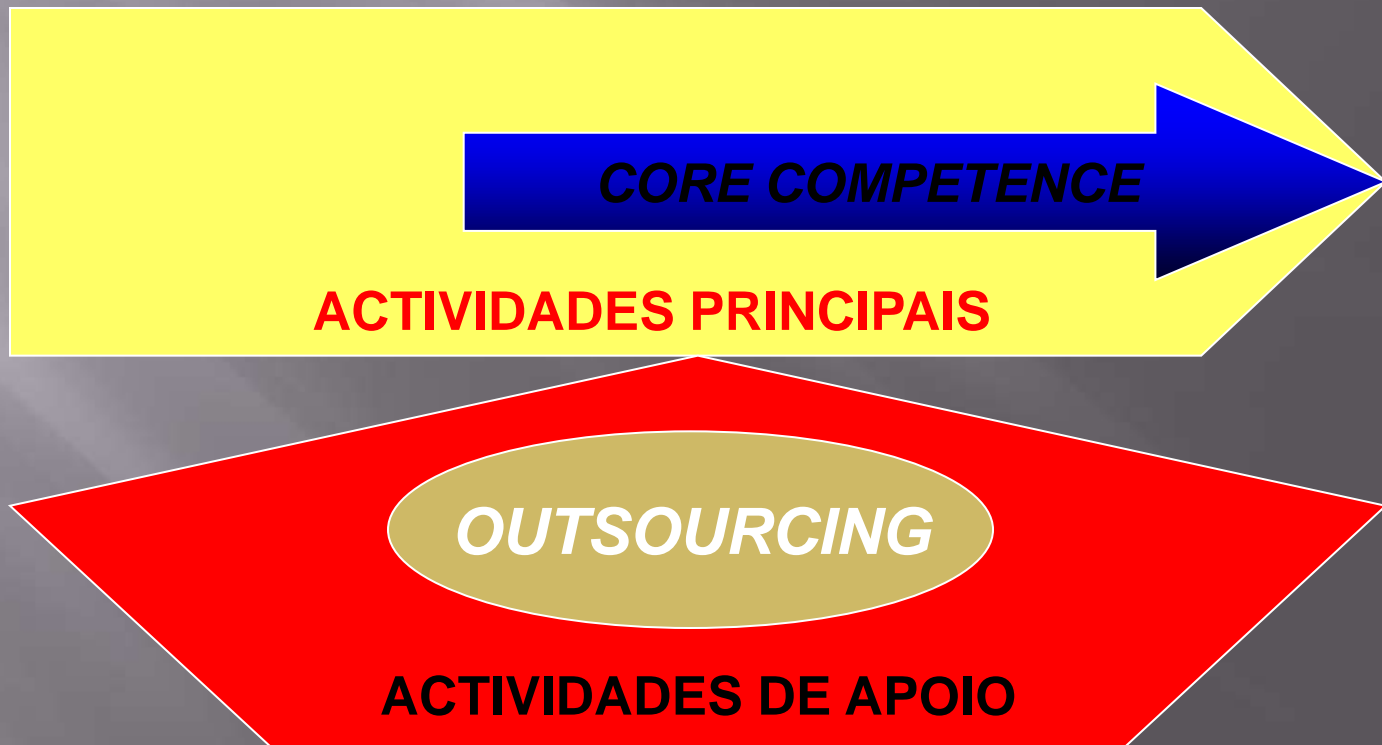 CORE COMPETENCE
ACTIVIDADES PRINCIPAIS
OUTSOURCING
ACTIVIDADES DE APOIO